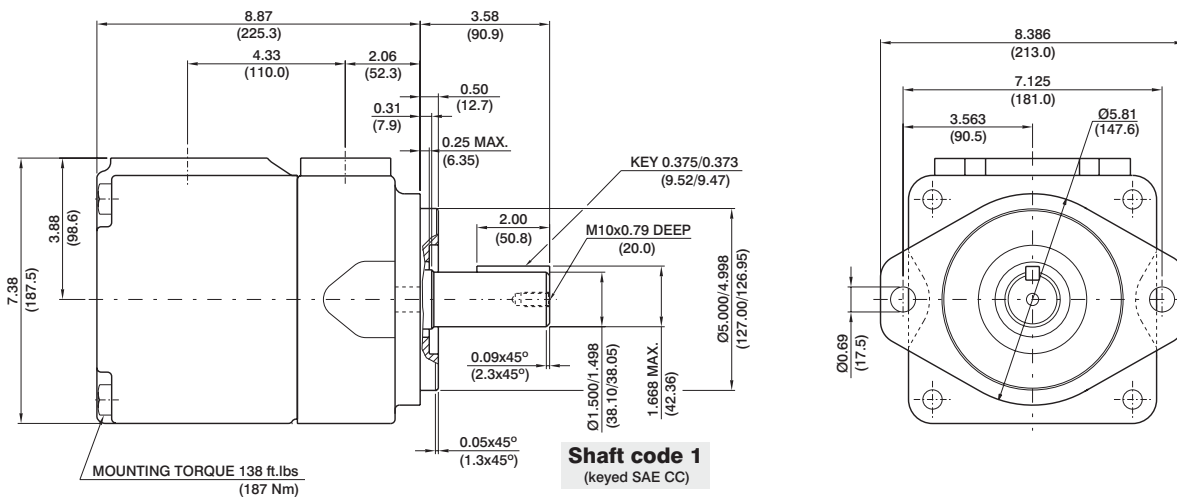 8.87
(225.3)
3.58
(90.9)
4.33
(110.0)
2.06
(52.3)
0.50
(12.7)
0.31
(7.9)
0.25 MAX.
(6.35)
KEY 0.375/0.373
(9.52/9.47)
2.00
(50.8)
M10x0.79 DEEP
(20.0)
3.88
(98.6)
7.38
(187.5)
Ø5.000/4.998
(127.00/126.95)
0.09x45º
(2.3x45º)
Ø1.500/1.498
(38.10/38.05)
1.668 MAX.
(42.36)
0.05x45º
(1.3x45º)
MOUNTING TORQUE 138 ft.lbs
(187 Nm)
Shaft code 1
(keyed SAE CC)
8.386
(213.0)
7.125
(181.0)
3.563
(90.5)
Ø5.81
(147.6)
Ø0.69
(17.5)